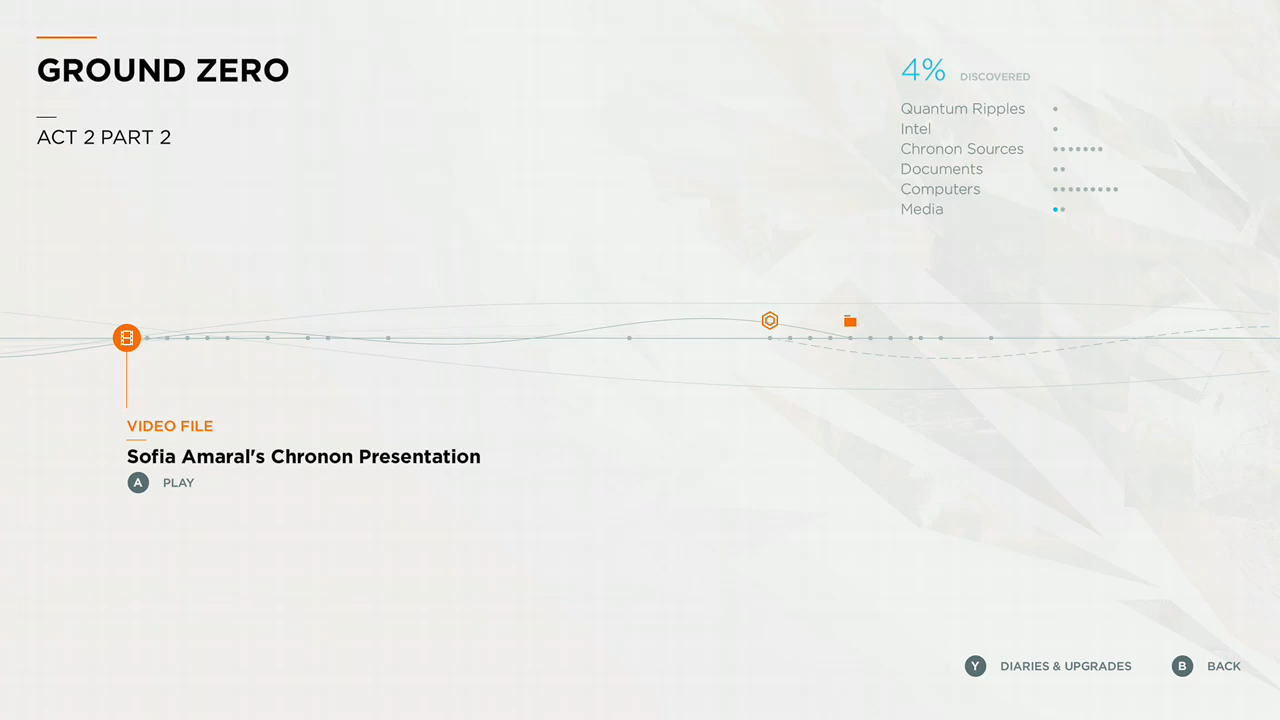 GROUND ZERO
ACT 2 PART 2
4% DISCOVERED
Quantum Ripples
Intel
Chronon Sources
Documents
Computers
Media
VIDEO FILE
Sofia Amaral's Chronon Presentation
A PLAY
Y DIARIES & UPGRADES B BACK